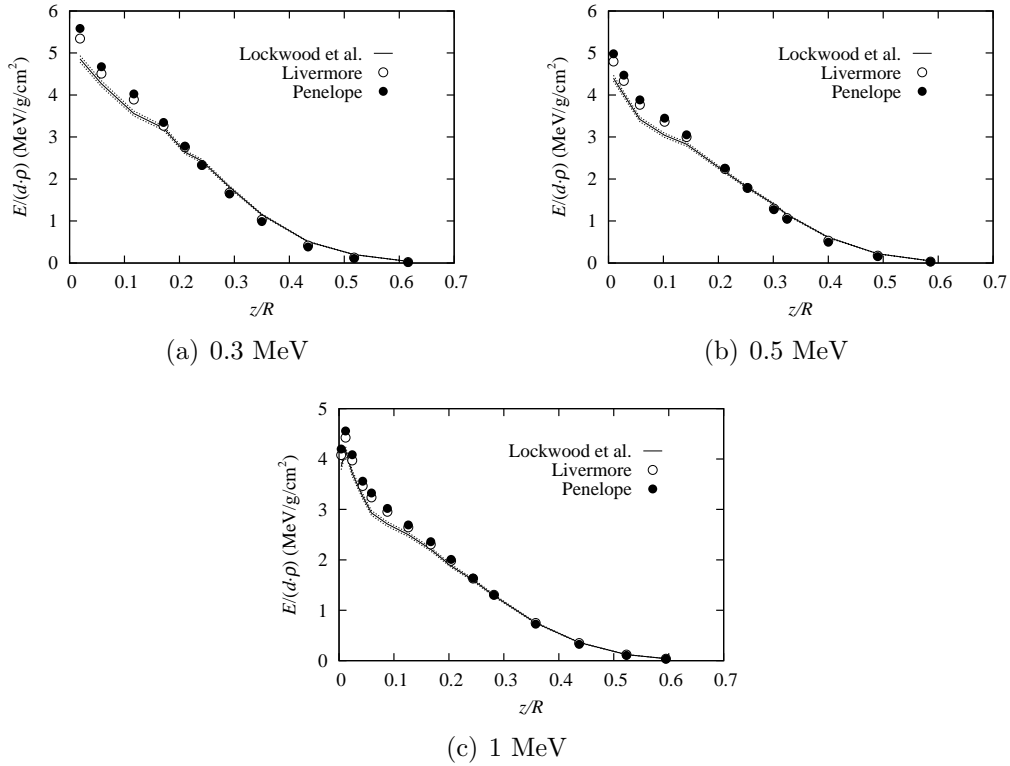 6
5
4
3
2
1
0
E/(d·ρ) (MeV/g/cm²)
Lockwood et al.
Livermore
Penelope
0 0.1 0.2 0.3 0.4 0.5 0.6 0.7
z/R
(a) 0.3 MeV
6
5
4
3
2
1
0
E/(d·ρ) (MeV/g/cm²)
Lockwood et al.
Livermore
Penelope
0 0.1 0.2 0.3 0.4 0.5 0.6 0.7
z/R
(b) 0.5 MeV
5
4
3
2
1
0
E/(d·ρ) (MeV/g/cm²)
Lockwood et al.
Livermore
Penelope
0 0.1 0.2 0.3 0.4 0.5 0.6 0.7
z/R
(c) 1 MeV